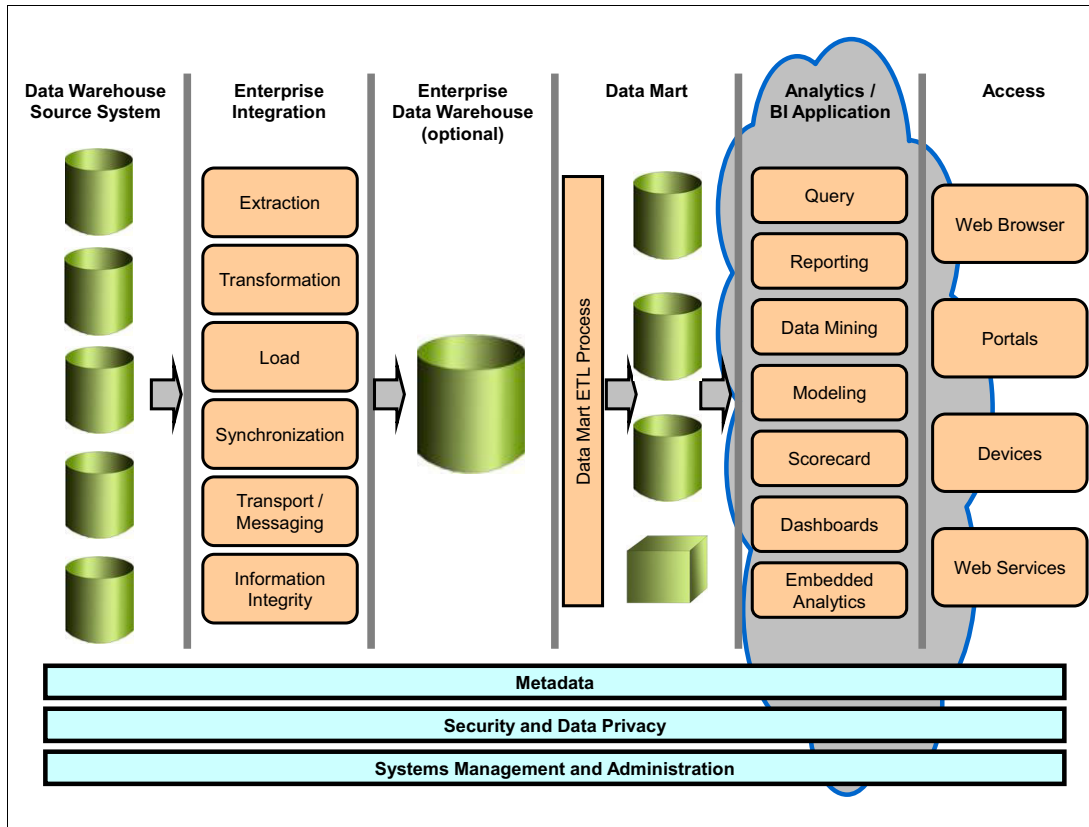 Data Warehouse
Source System
Enterprise
Integration
Enterprise
Data Warehouse
(optional)
Data Mart
Analytics /
BI Application
Access
Extraction
Transformation
Load
Synchronization
Transport /
Messaging
Information
Integrity
Data Mart ETL Process
Query
Reporting
Data Mining
Modeling
Scorecard
Dashboards
Embedded
Analytics
Web Browser
Portals
Devices
Web Services
Metadata
Security and Data Privacy
Systems Management and Administration